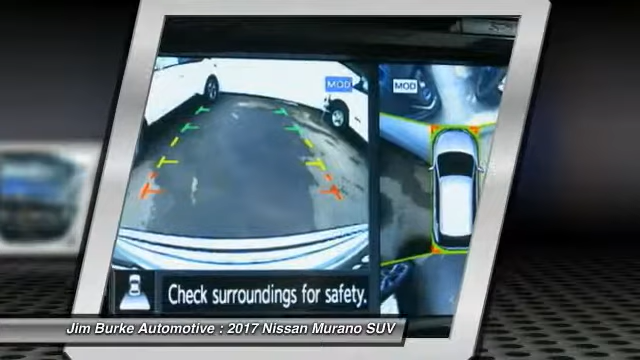 MOD
MOD
Check surroundings for safety.
Jim Burke Automotive : 2017 Nissan Murano SUV